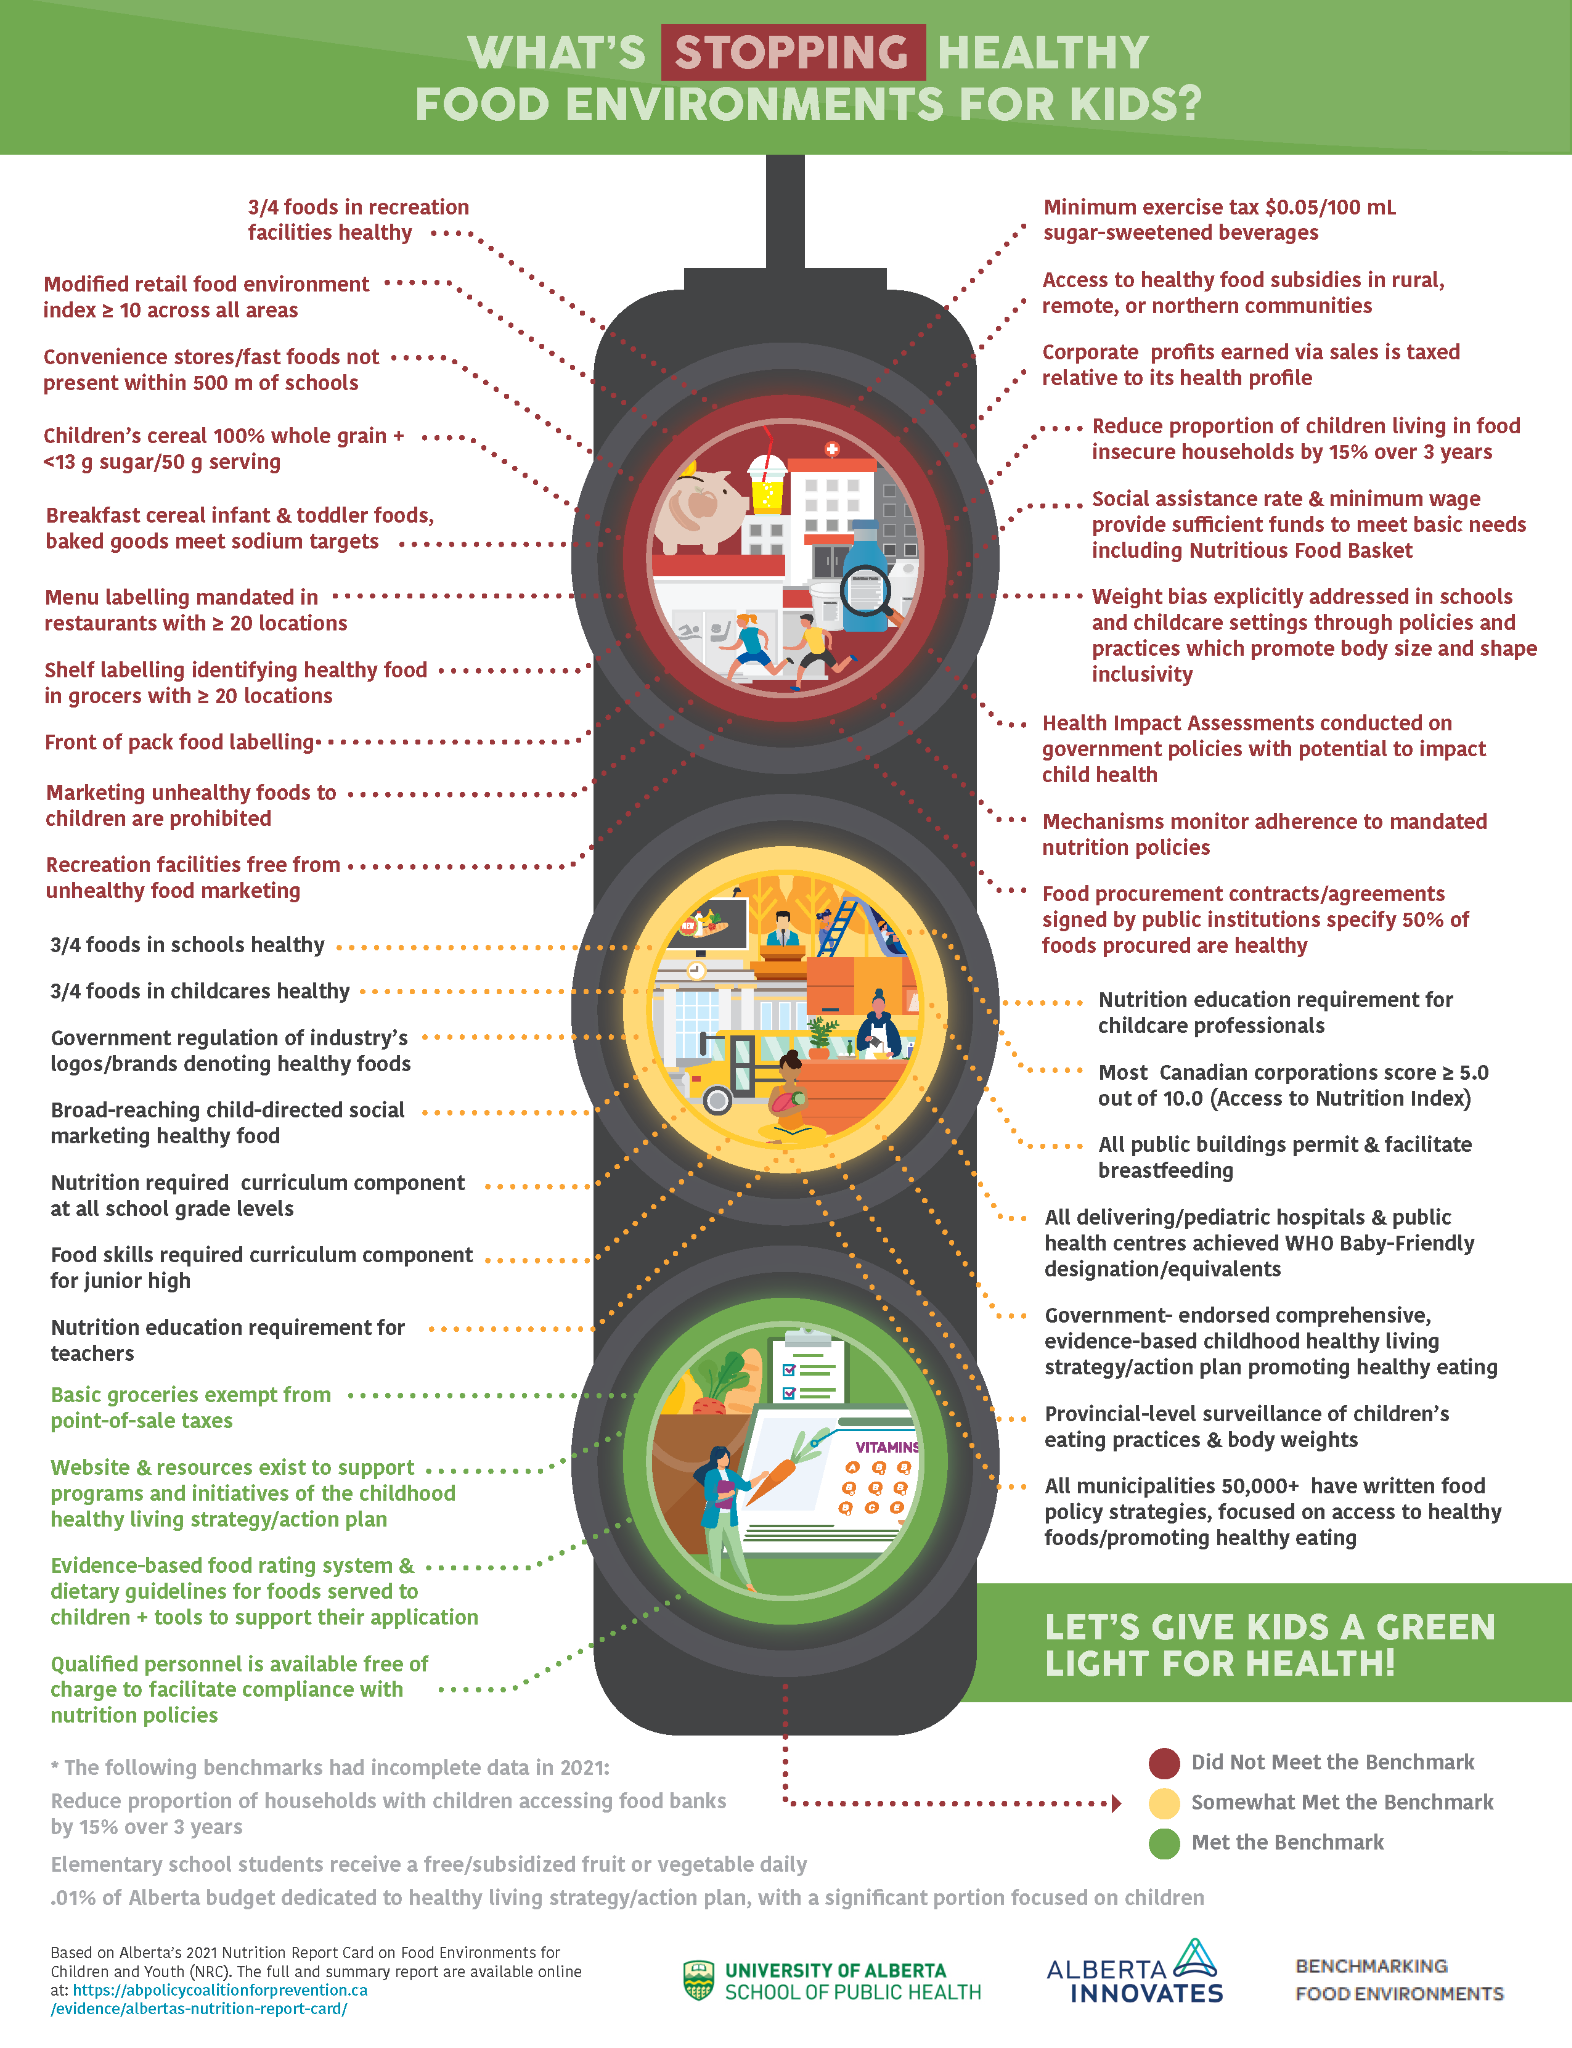 WHAT'S STOPPING HEALTHY
FOOD ENVIRONMENTS FOR KIDS?
3/4 foods in recreation
facilities healthy
Modified retail food environment
index ≥ 10 across all areas
Convenience stores/fast foods not
present within 500 m of schools
Children's cereal 100% whole grain +
<13 g sugar/50 g serving
Breakfast cereal infant & toddler foods,
baked goods meet sodium targets
Menu labelling mandated in
restaurants with ≥ 20 locations
Shelf labelling identifying healthy food
in grocers with ≥ 20 locations
Front of pack food labelling
Marketing unhealthy foods to
children are prohibited
Recreation facilities free from
unhealthy food marketing
3/4 foods in schools healthy
3/4 foods in childcares healthy
Government regulation of industry's
logos/brands denoting healthy foods
Broad-reaching child-directed social
marketing healthy food
Nutrition required curriculum component
at all school grade levels
Food skills required curriculum component
for junior high
Nutrition education requirement for
teachers
Basic groceries exempt from
point-of-sale taxes
Website & resources exist to support
programs and initiatives of the childhood
healthy living strategy/action plan
Evidence-based food rating system &
dietary guidelines for foods served to
children + tools to support their application
Qualified personnel is available free of
charge to facilitate compliance with
nutrition policies
Minimum exercise tax $0.05/100 mL
sugar-sweetened beverages
Access to healthy food subsidies in rural,
remote, or northern communities
Corporate profits earned via sales is taxed
relative to its health profile
Reduce proportion of children living in food
insecure households by 15% over 3 years
Social assistance rate & minimum wage
provide sufficient funds to meet basic needs
including Nutritious Food Basket
Weight bias explicitly addressed in schools
and childcare settings through policies and
practices which promote body size and shape
inclusivity
Health Impact Assessments conducted on
government policies with potential to impact
child health
Mechanisms monitor adherence to mandated
nutrition policies
Food procurement contracts/agreements
signed by public institutions specify 50% of
foods procured are healthy
Nutrition education requirement for
childcare professionals
Most Canadian corporations score ≥ 5.0
out of 10.0 (Access to Nutrition Index)
All public buildings permit & facilitate
breastfeeding
All delivering/pediatric hospitals & public
health centres achieved WHO Baby-Friendly
designation/equivalents
Government- endorsed comprehensive,
evidence-based childhood healthy living
strategy/action plan promoting healthy eating
Provincial-level surveillance of children's
eating practices & body weights
All municipalities 50,000+ have written food
policy strategies, focused on access to healthy
foods/promoting healthy eating
VITAMINS
LET'S GIVE KIDS A GREEN
LIGHT FOR HEALTH!
Did Not Meet the Benchmark
Somewhat Met the Benchmark
Met the Benchmark
* The following benchmarks had incomplete data in 2021:
Reduce proportion of households with children accessing food banks
by 15% over 3 years
Elementary school students receive a free/subsidized fruit or vegetable daily
.01% of Alberta budget dedicated to healthy living strategy/action plan, with a significant portion focused on children
Based on Alberta's 2021 Nutrition Report Card on Food Environments for
Children and Youth (NRC). The full and summary report are available online
at: https://abpolicycoalitionforprevention.ca
/evidence/albertas-nutrition-report-card/
UNIVERSITY OF ALBERTA
SCHOOL OF PUBLIC HEALTH
ALBERTA
INNOVATES
BENCHMARKING
FOOD ENVIRONMENTS